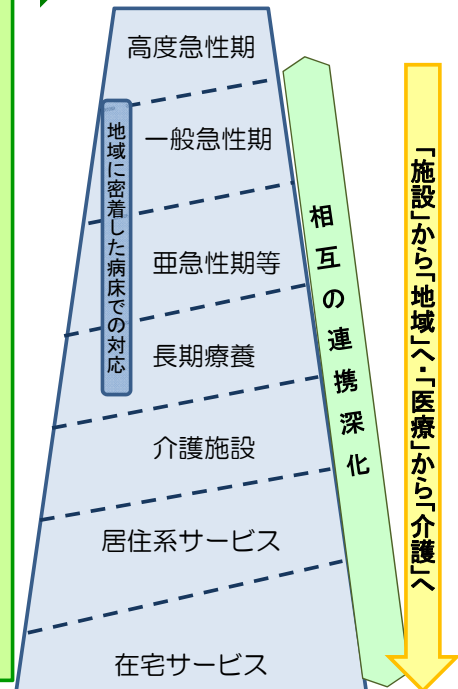 高度急性期
一般急性期
亜急性期等
長期療養
介護施設
居住系サービス
在宅サービス
地域に密着した病床での対応
相互の連携深化
「施設」から「地域」へ・「医療」から「介護」へ